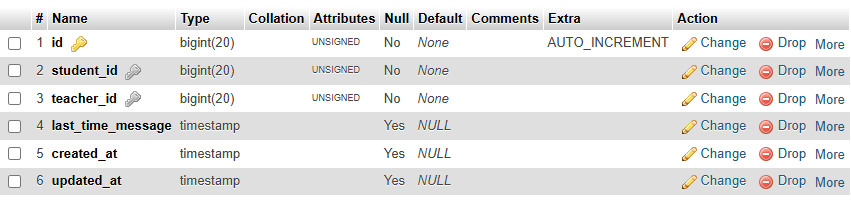 # Name Type Collation Attributes Null Default Comments Extra Action
1 id bigint(20) UNSIGNED No None AUTO_INCREMENT Change Drop More
2 student_id bigint(20) UNSIGNED No None Change Drop More
3 teacher_id bigint(20) UNSIGNED No None Change Drop More
4 last_time_message timestamp Yes NULL Change Drop More
5 created_at timestamp Yes NULL Change Drop More
6 updated_at timestamp Yes NULL Change Drop More